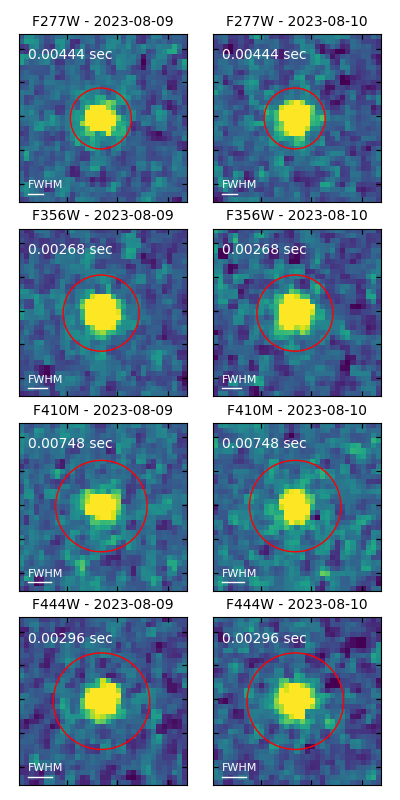 F277W - 2023-08-09
F277W - 2023-08-10
0.00444 sec
0.00444 sec
FWHM
FWHM
F356W - 2023-08-09
F356W - 2023-08-10
0.00268 sec
0.00268 sec
FWHM
FWHM
F410M - 2023-08-09
F410M - 2023-08-10
0.00748 sec
0.00748 sec
FWHM
FWHM
F444W - 2023-08-09
F444W - 2023-08-10
0.00296 sec
0.00296 sec
FWHM
FWHM